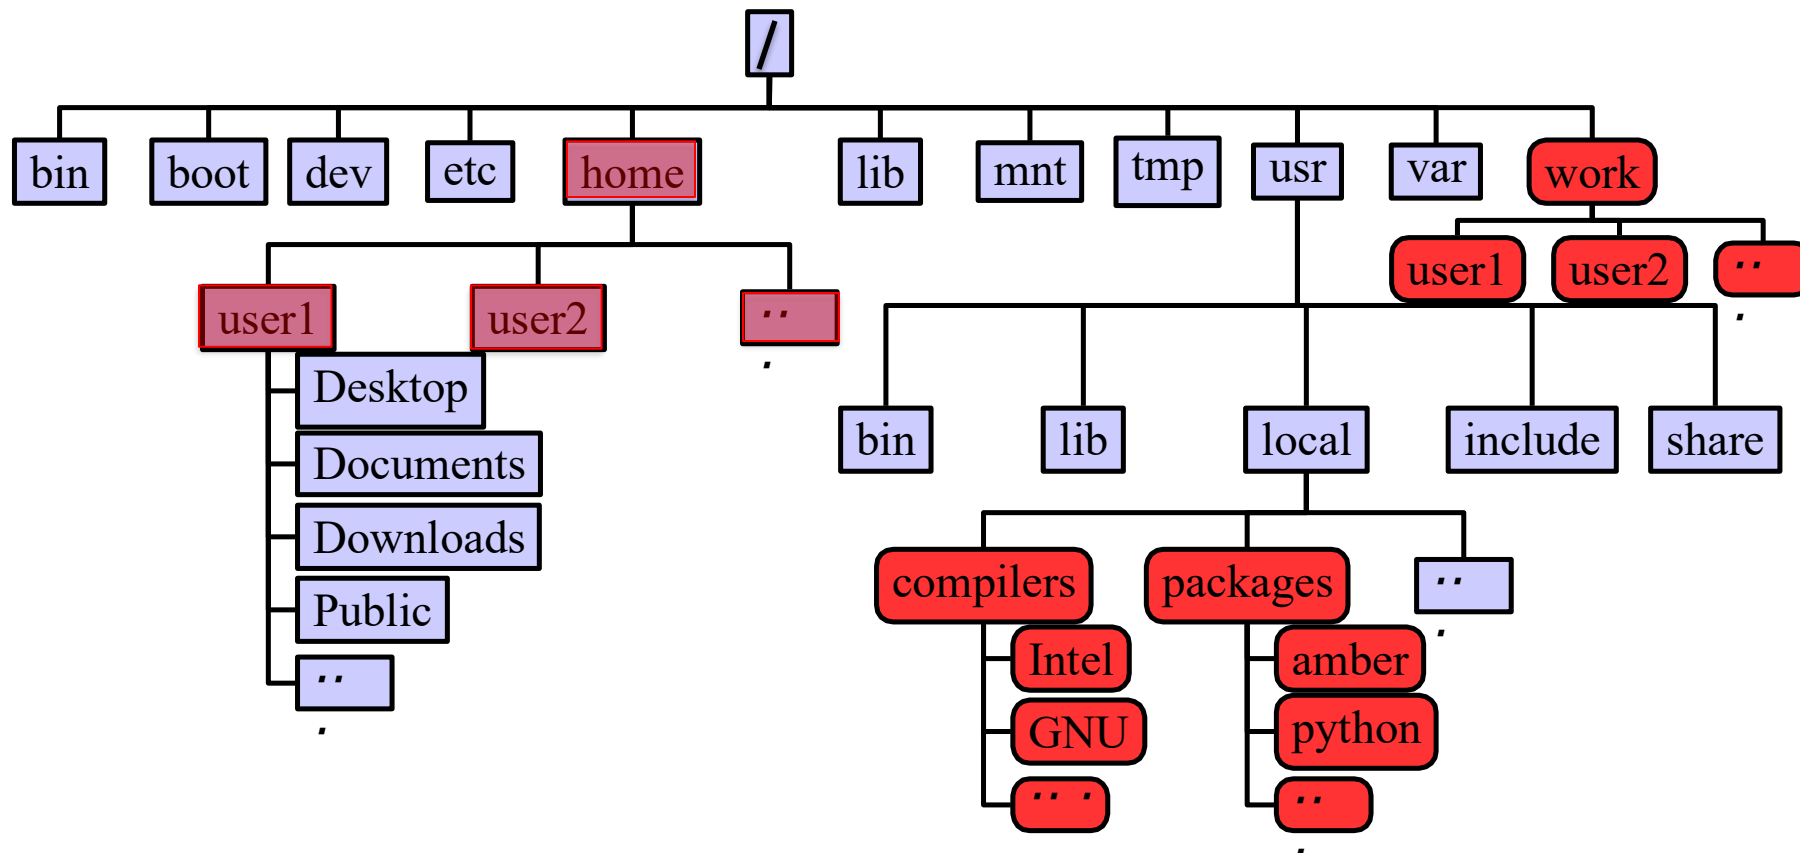 /
bin boot dev etc home lib mnt tmp usr var work
user1 user2 ...
user1 user2 ...
Desktop
Documents
Downloads
Public
...
bin lib local include share
compilers packages ...
Intel
GNU
...
amber
python
...